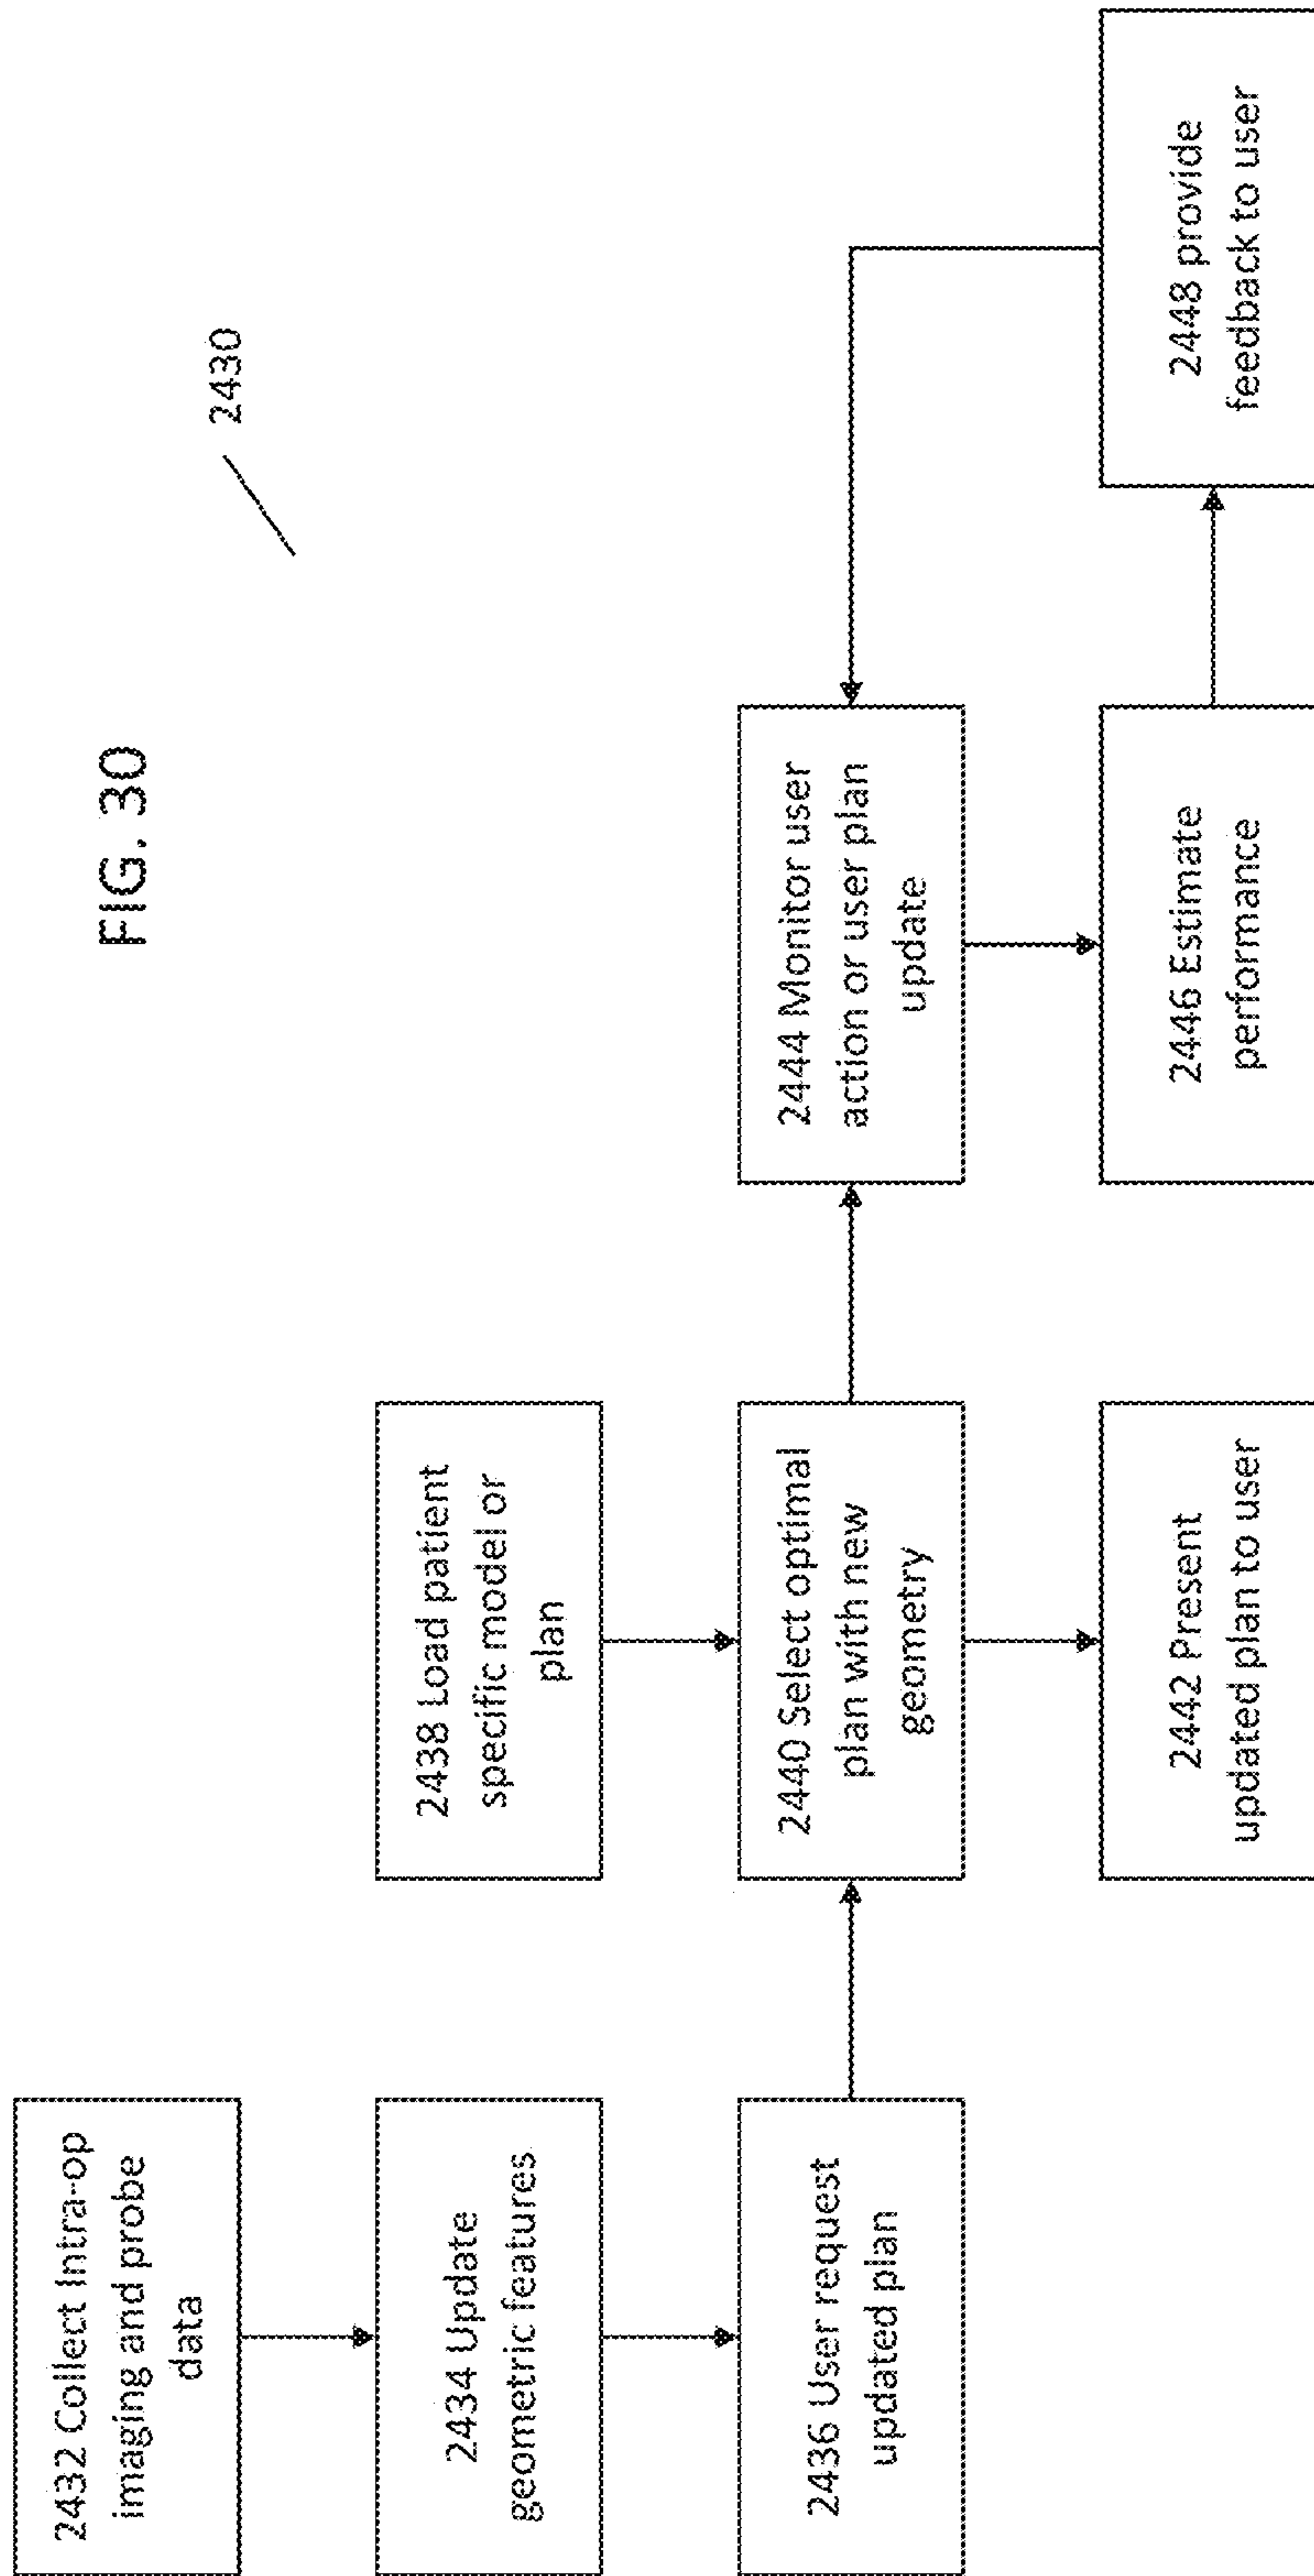 FIG. 30
2430
2432 Collect Intra-op
imaging and probe
data
2434 Update
geometric features
2436 User request
updated plan
2438 Load patient
specific model or
plan
2440 Select optimal
plan with new
geometry
2442 Present
updated plan to user
2444 Monitor user
action or user plan
update
2446 Estimate
performance
2448 provide
feedback to user